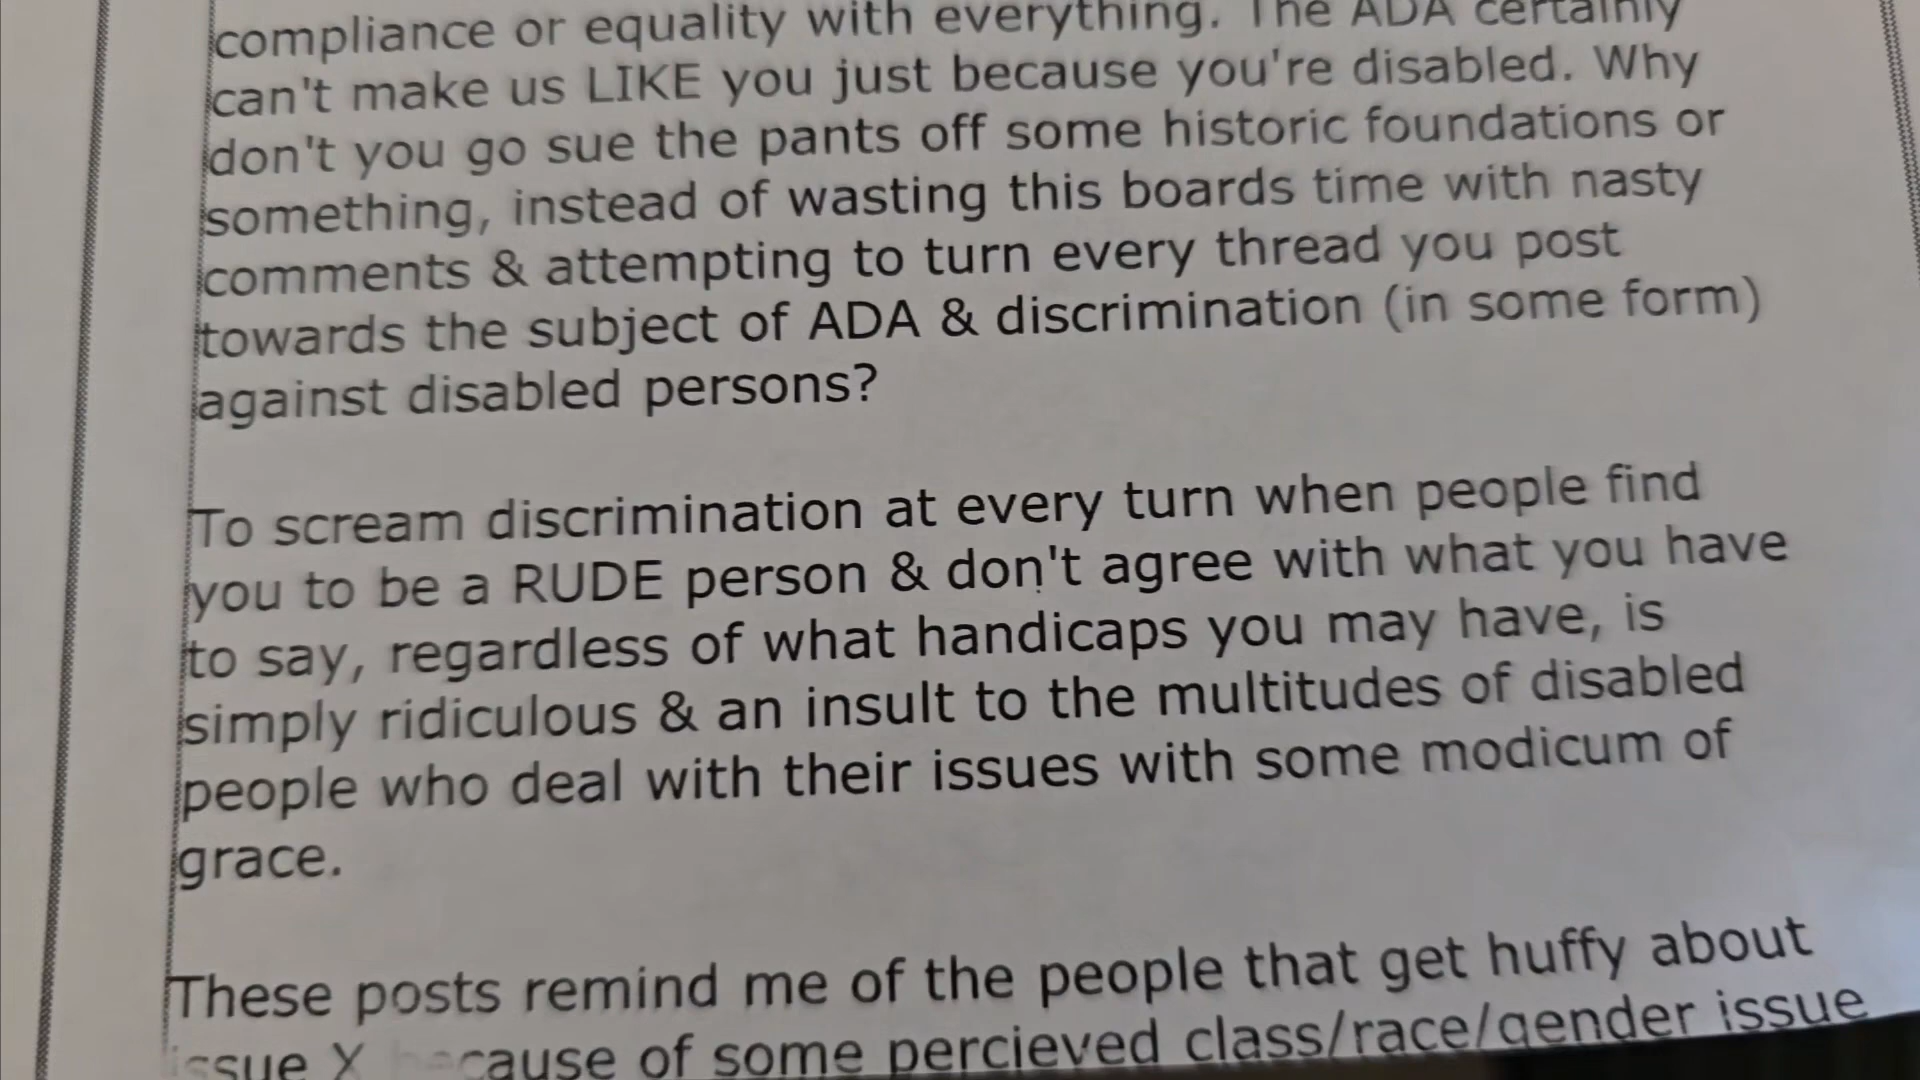 compliance or equality with everything. The ADA certainly
can't make us LIKE you just because you're disabled. Why
don't you go sue the pants off some historic foundations or
something, instead of wasting this boards time with nasty
comments & attempting to turn every thread you post
towards the subject of ADA & discrimination (in some form)
against disabled persons?
To scream discrimination at every turn when people find
you to be a RUDE person & don't agree with what you have
to say, regardless of what handicaps you may have, is
simply ridiculous & an insult to the multitudes of disabled
people who deal with their issues with some modicum of
grace.
These posts remind me of the people that get huffy about
issue X because of some percieved class/race/gender issue